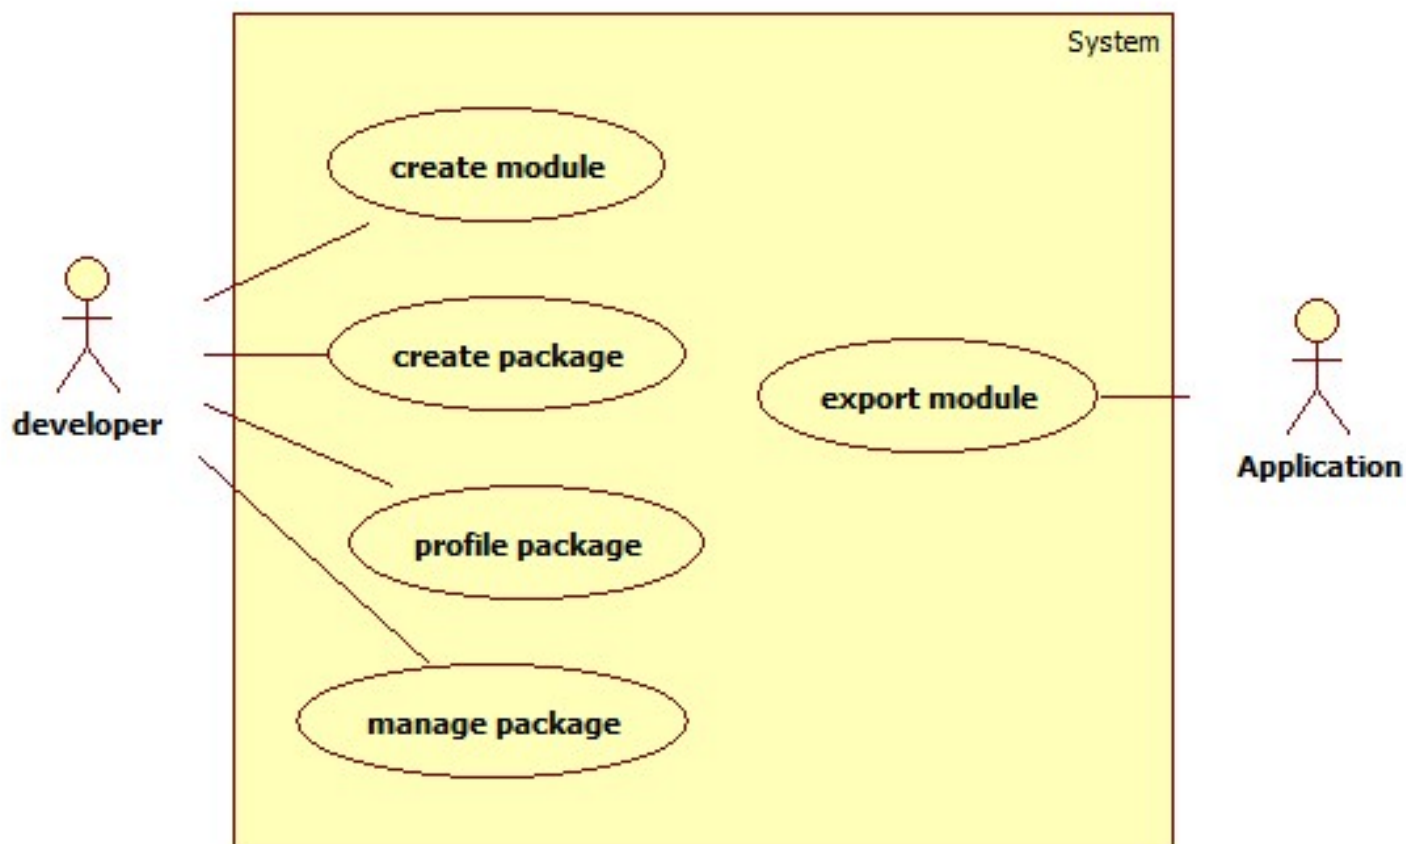 System
create module
create package
developer
export module
Application
profile package
manage package